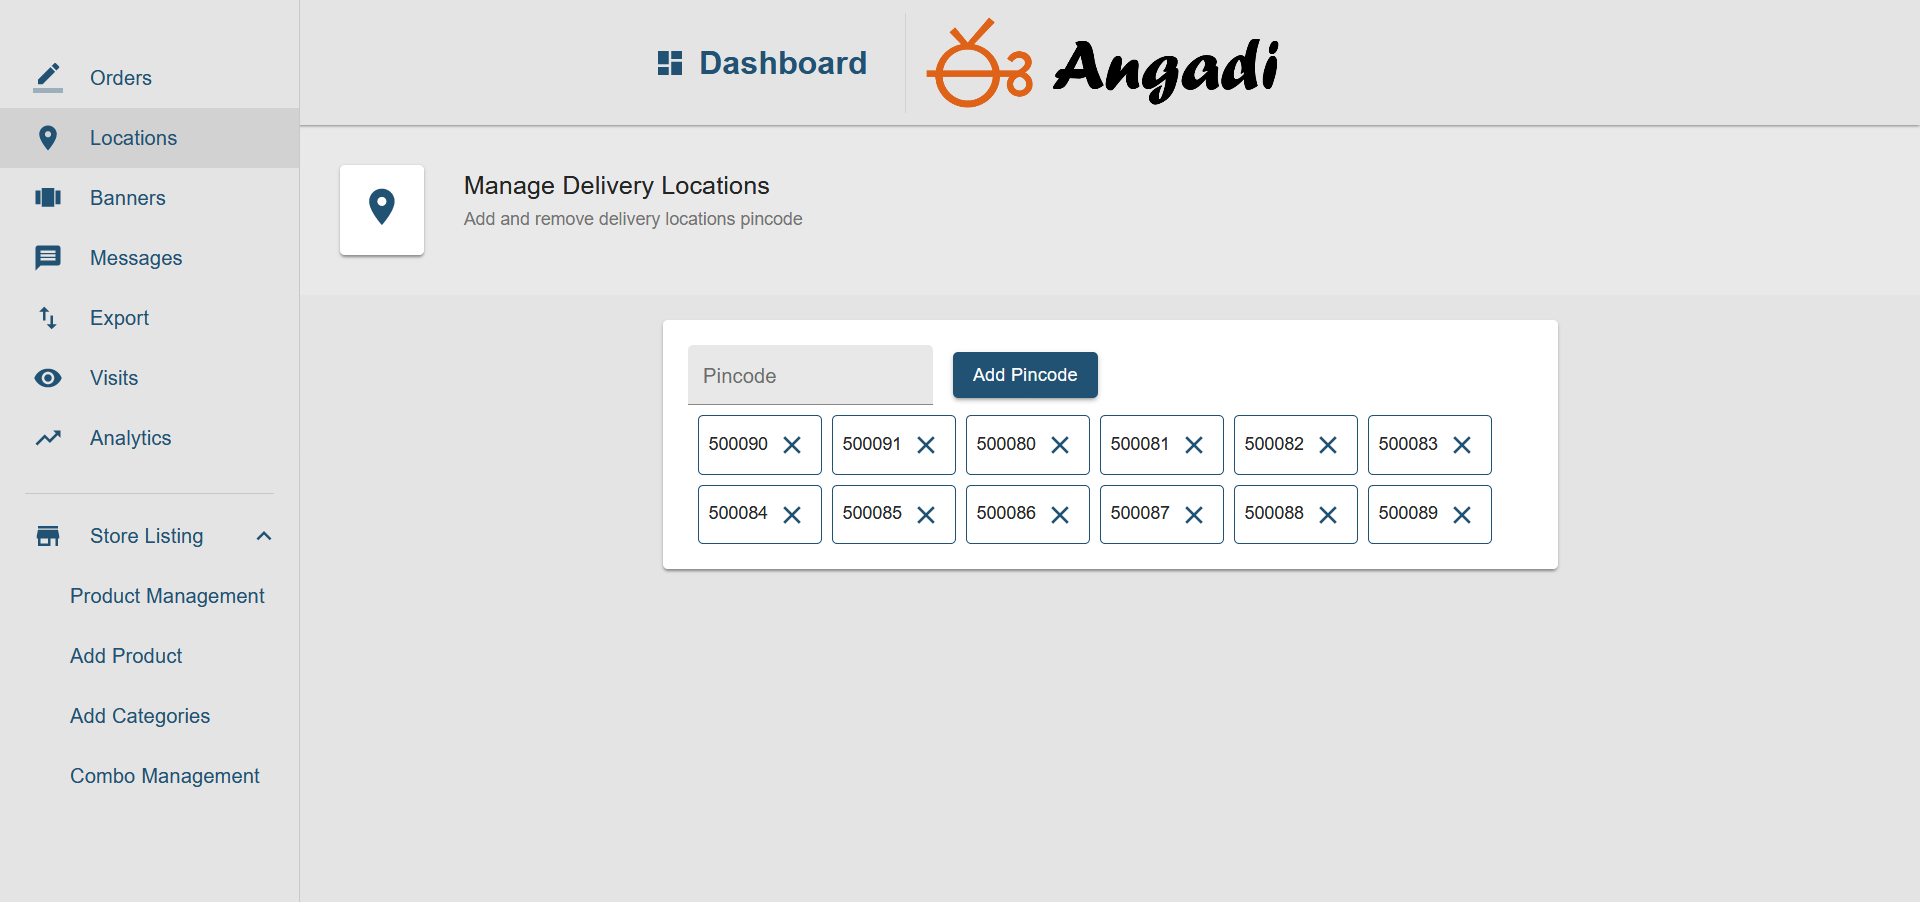 Orders
Locations
Banners
Messages
Export
Visits
Analytics
Store Listing
Product Management
Add Product
Add Categories
Combo Management
Dashboard
Angadi
Manage Delivery Locations
Add and remove delivery locations pincode
Pincode
Add Pincode
500090 500091 500080 500081 500082 500083
500084 500085 500086 500087 500088 500089